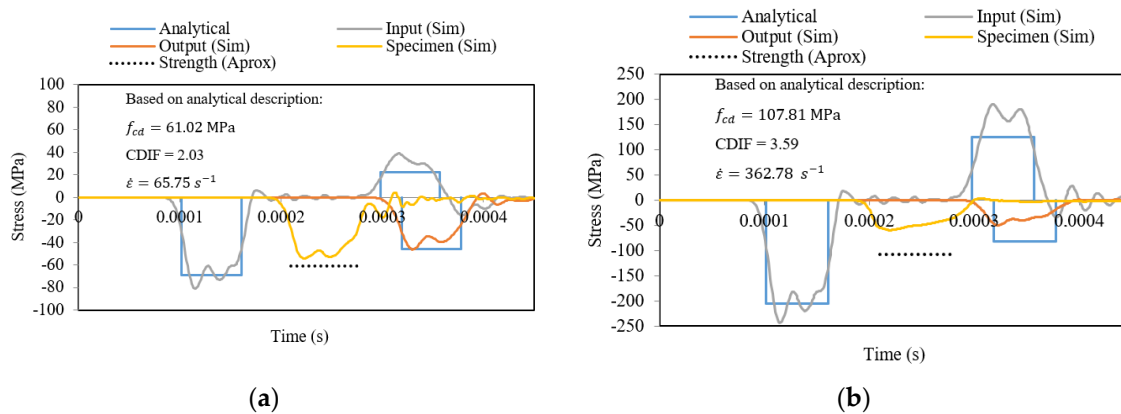 Analytical
Input (Sim)
Output (Sim)
Specimen (Sim)
Strength (Aprox)
100
80
60
40
20
0
-20
-40
-60
-80
-100
Stress (MPa)
Based on analytical description:
f_cd = 61.02 MPa
CDIF = 2.03
ε̇ = 65.75 s⁻¹
0
0.0001
0.0002
0.0003
0.0004
Time (s)
(a)
Analytical
Input (Sim)
Output (Sim)
Specimen (Sim)
Strength (Aprox)
250
200
150
100
50
0
-50
-100
-150
-200
-250
Stress (MPa)
Based on analytical description:
f_cd = 107.81 MPa
CDIF = 3.59
ε̇ = 362.78 s⁻¹
0
0.0001
0.0002
0.0003
0.0004
Time (s)
(b)